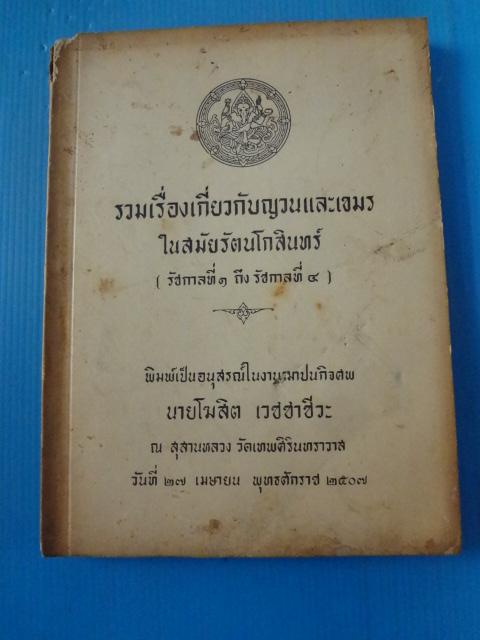 รวมเรื่องเกี่ยวกับญวนและเขมร
ในสมัยรัตนโกสินทร์
( รัชกาลที่ ๑ ถึง รัชกาลที่ ๔ )
พิมพ์เป็นอนุสรณ์ในงานฌาปนกิจศพ
นายโฆสิต เวชชาชีวะ
ณ สุสานหลวง วัดเทพศิรินทราวาส
วันที่ ๒๗ เมษายน พุทธศักราช ๒๕๐๗